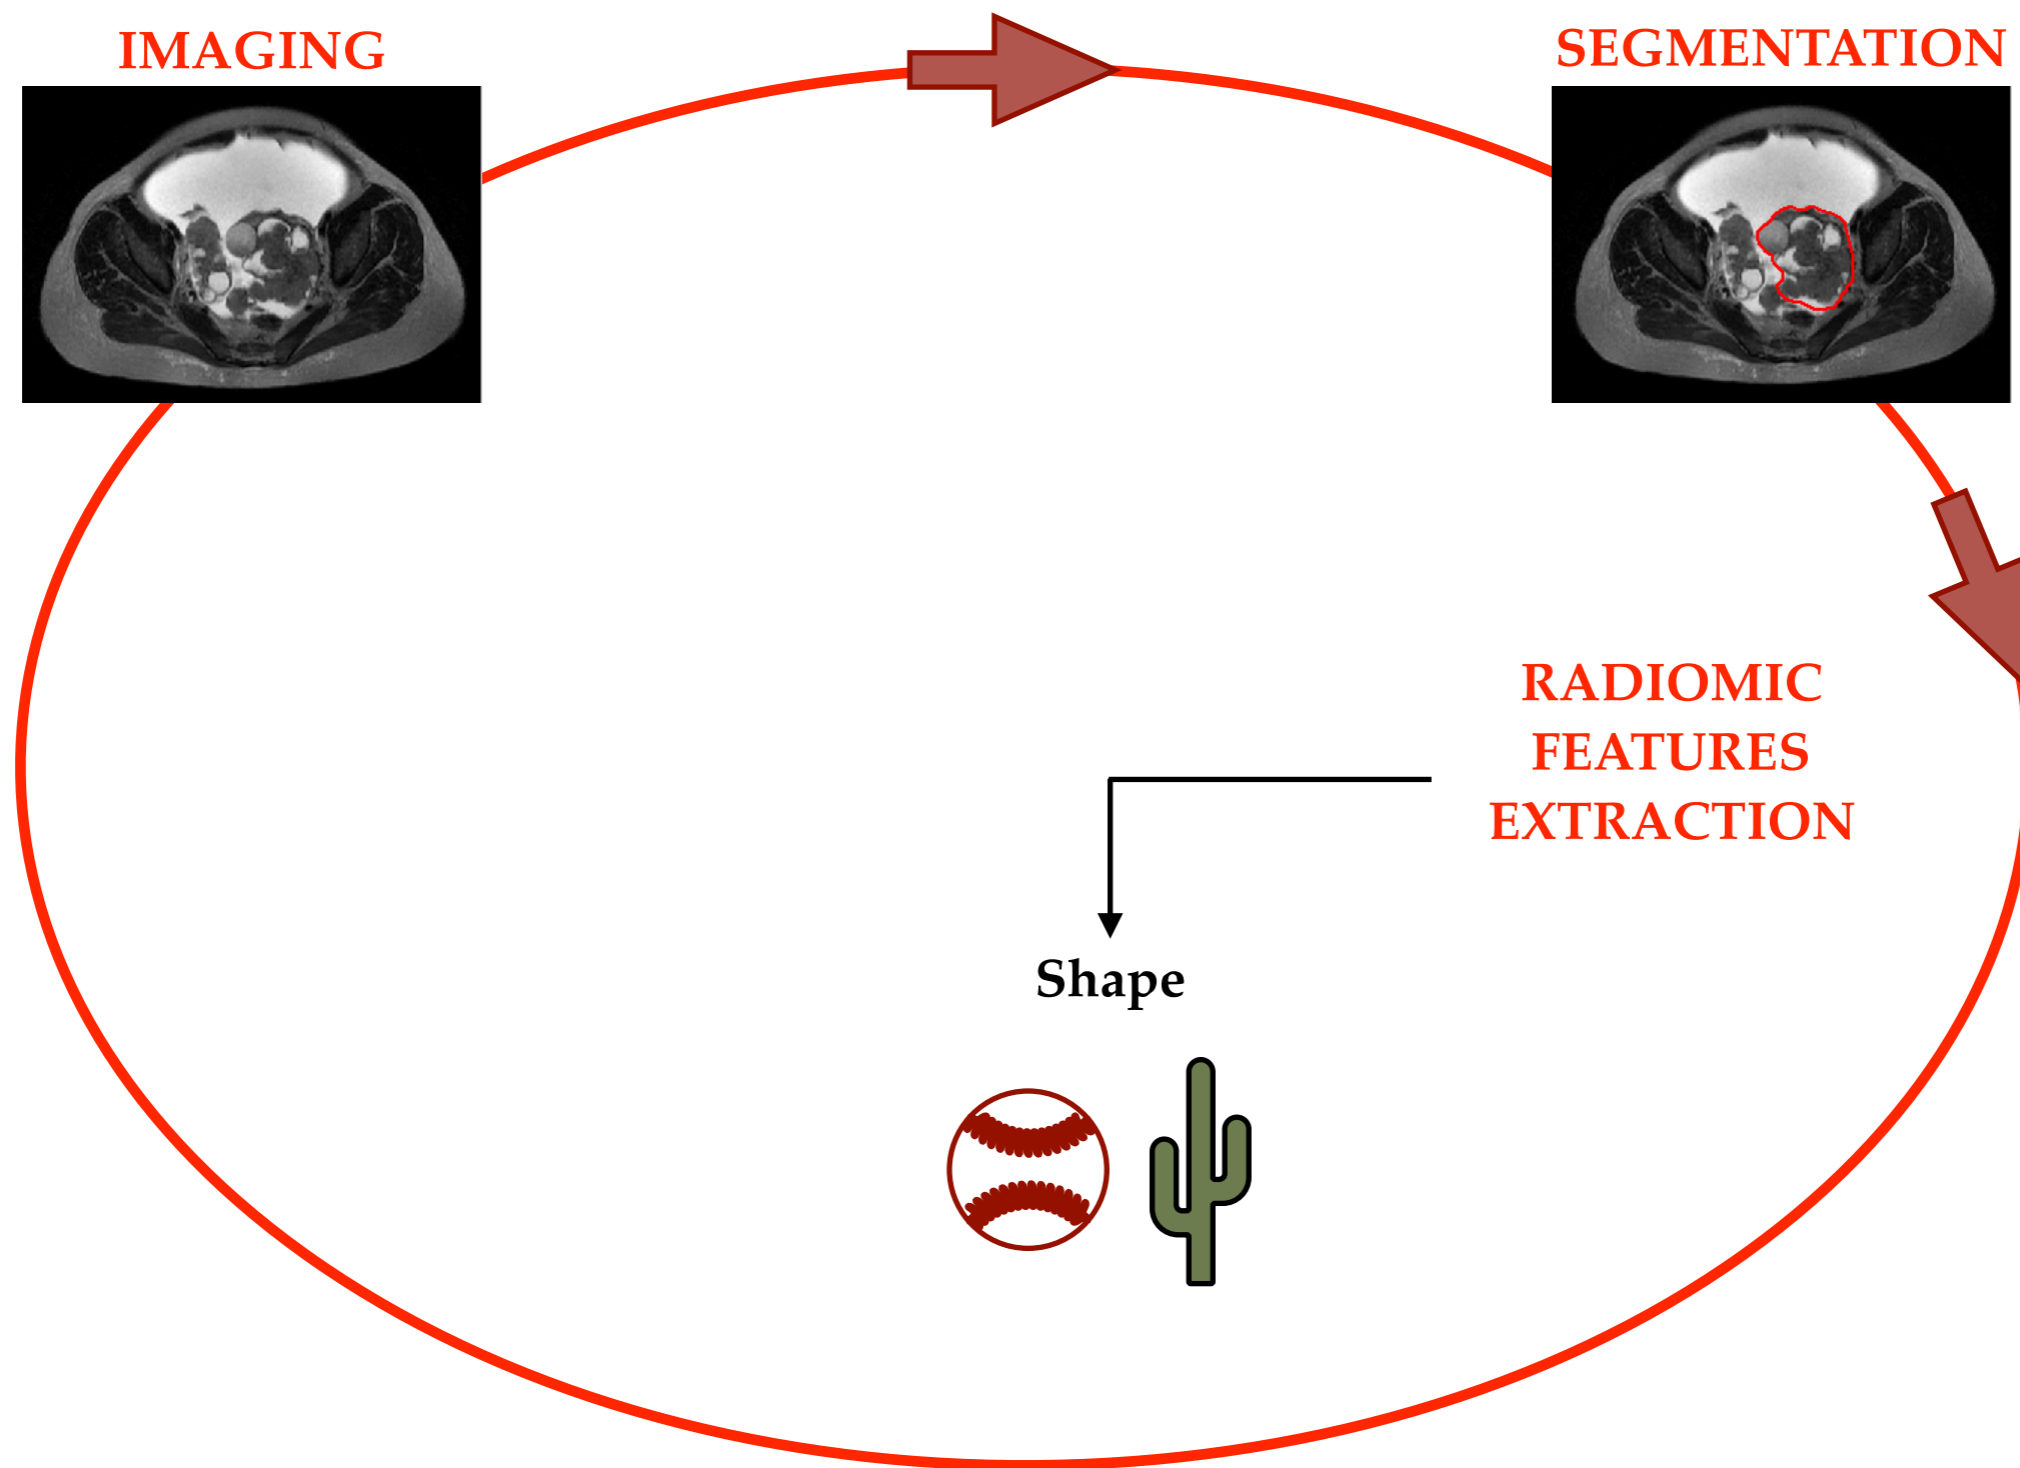 IMAGING
SEGMENTATION
RADIOMIC
FEATURES
EXTRACTION
Shape